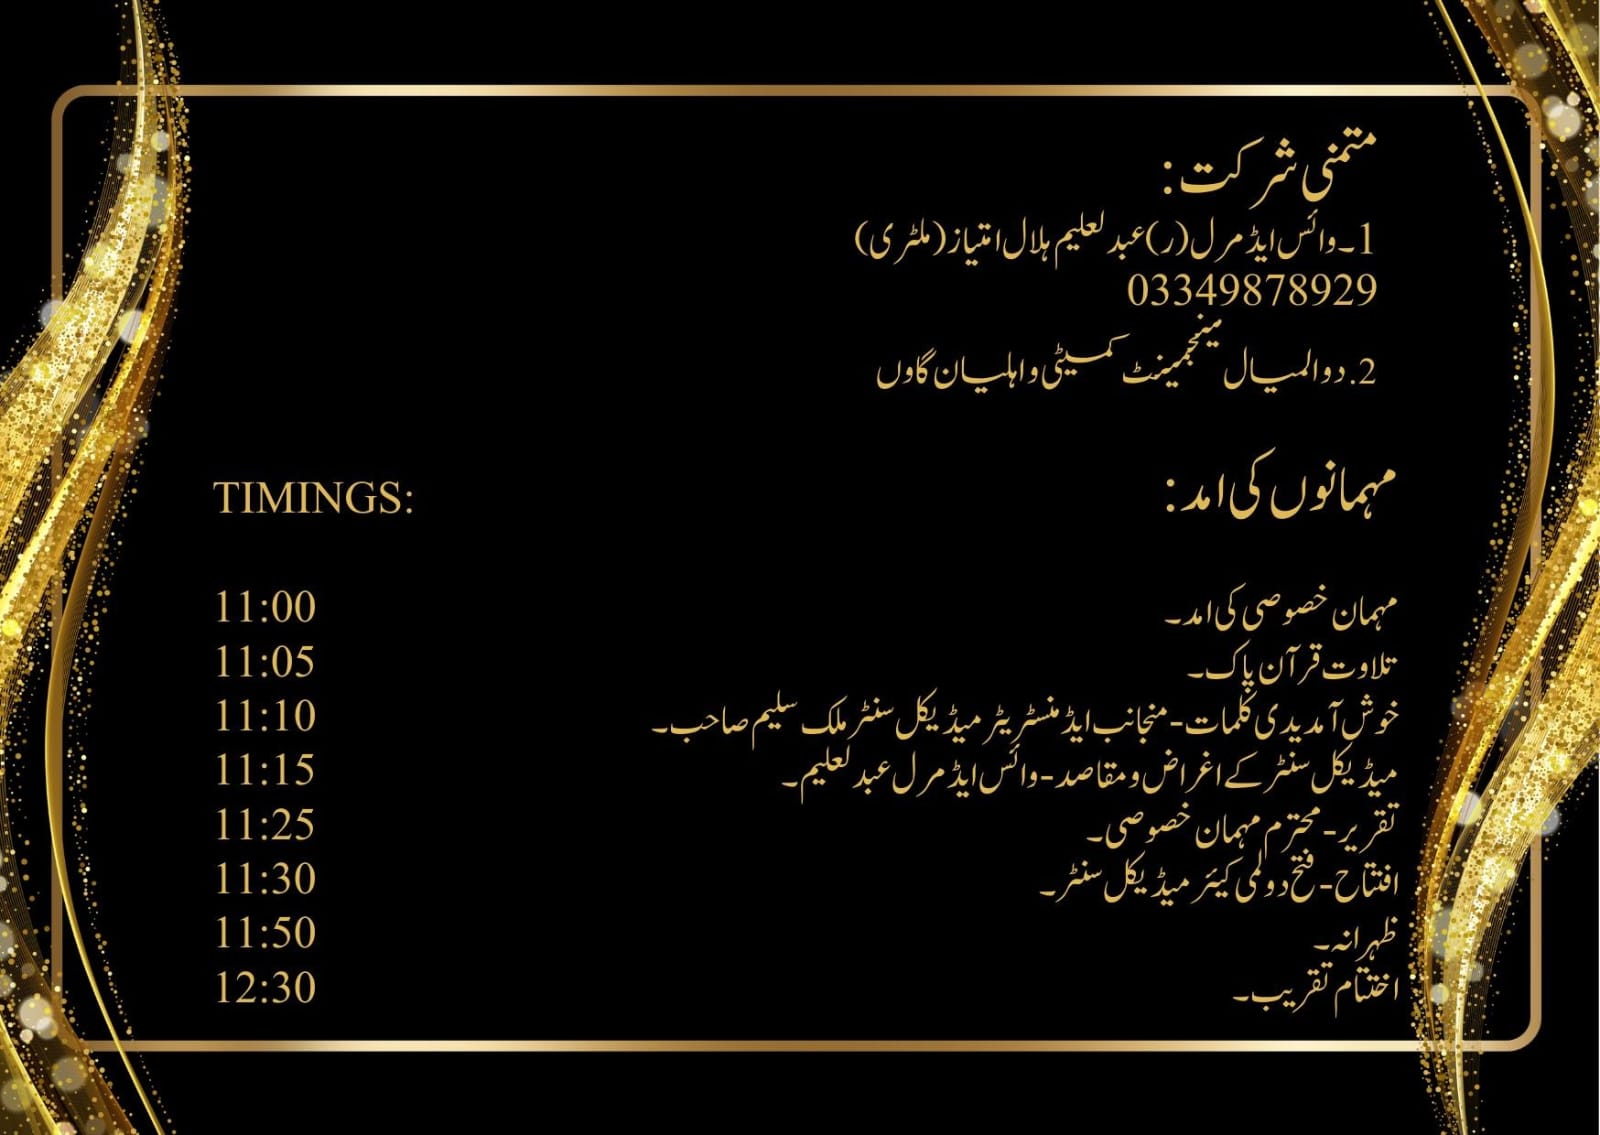 متمنی شرکت:
1۔وائس ایڈمرل(ر)عبدلعلیم ہلال امتیاز(ملٹری)
03349878929
2.دوالمیال مینجمینٹ کمیٹی و اہلیان گاوں
TIMINGS: مہمانوں کی امد:
11:00 مہمان خصوصی کی امد۔
11:05 تلاوت قرآن پاک۔
11:10 خوش آمدیدی کلمات-منجانب ایڈمنسٹریٹر میڈیکل سنٹر ملک سلیم صاحب۔
11:15 میڈیکل سنٹر کے اغراض و مقاصد-وائس ایڈمرل عبدلعلیم۔
11:25 تقریر-محترم مہمان خصوصی۔
11:30 افتتاح-فتح دولمی کیئر میڈیکل سنٹر۔
11:50 ظہرانہ۔
12:30 اختتام تقریب۔